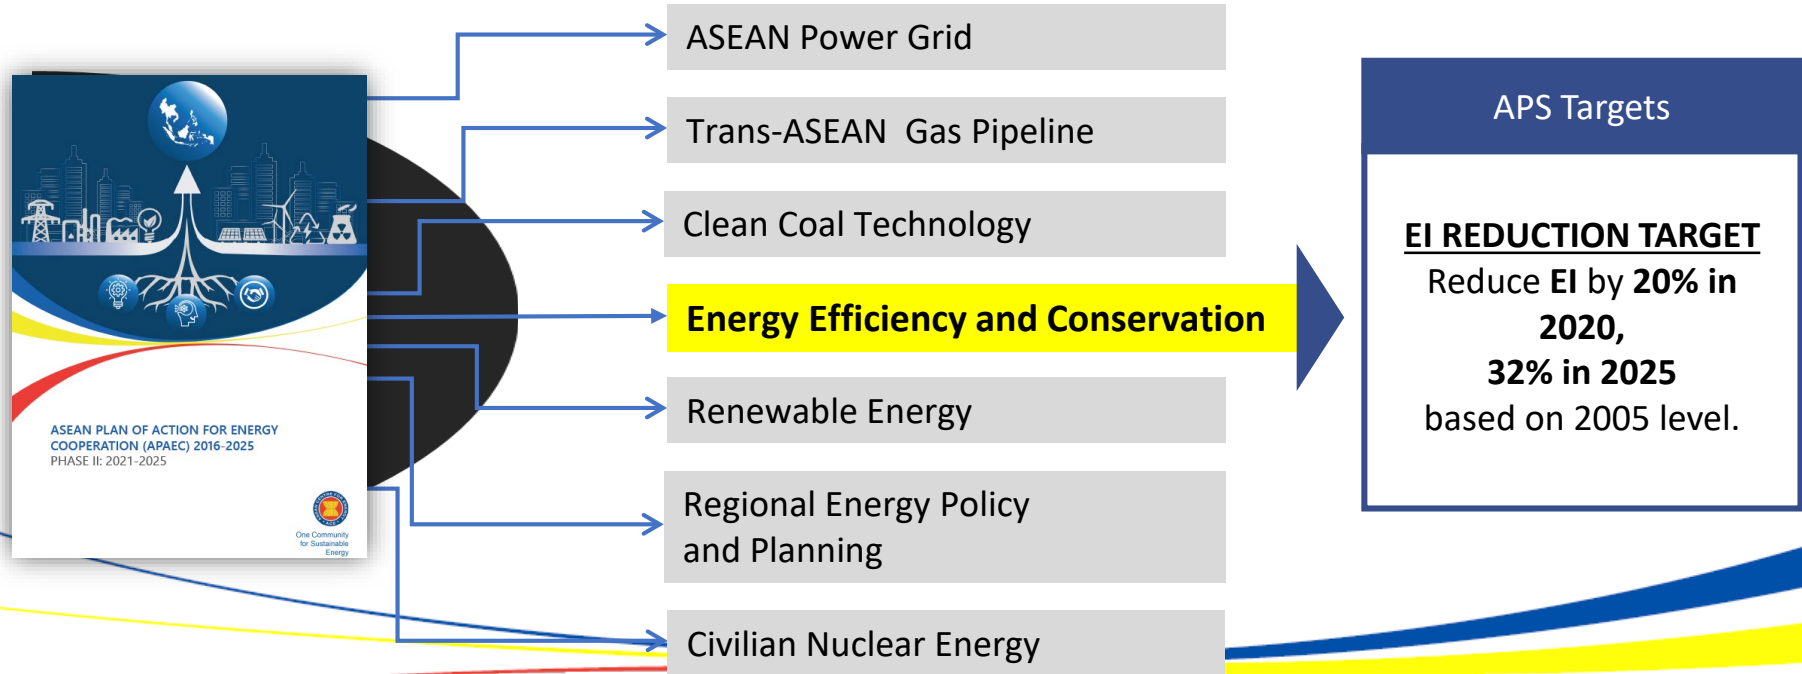 ASEAN PLAN OF ACTION FOR ENERGY
COOPERATION (APAEC) 2016-2025
PHASE II: 2021-2025
One Community
for Sustainable
Energy
ASEAN Power Grid
Trans-ASEAN Gas Pipeline
Clean Coal Technology
Energy Efficiency and Conservation
Renewable Energy
Regional Energy Policy
and Planning
Civilian Nuclear Energy
APS Targets
EI REDUCTION TARGET
Reduce EI by 20% in
2020,
32% in 2025
based on 2005 level.